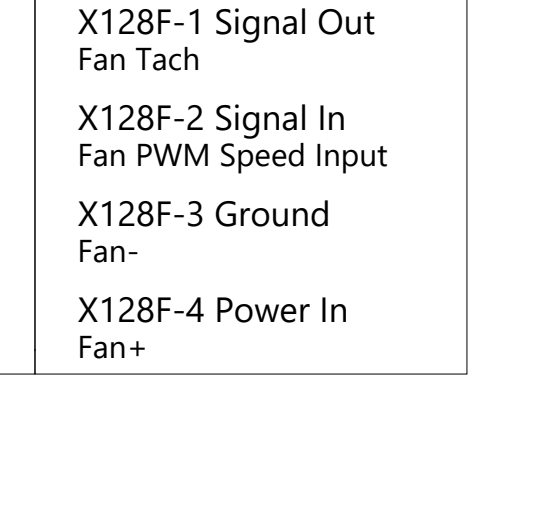 X128F-1 Signal Out
Fan Tach
X128F-2 Signal In
Fan PWM Speed Input
X128F-3 Ground
Fan-
X128F-4 Power In
Fan+